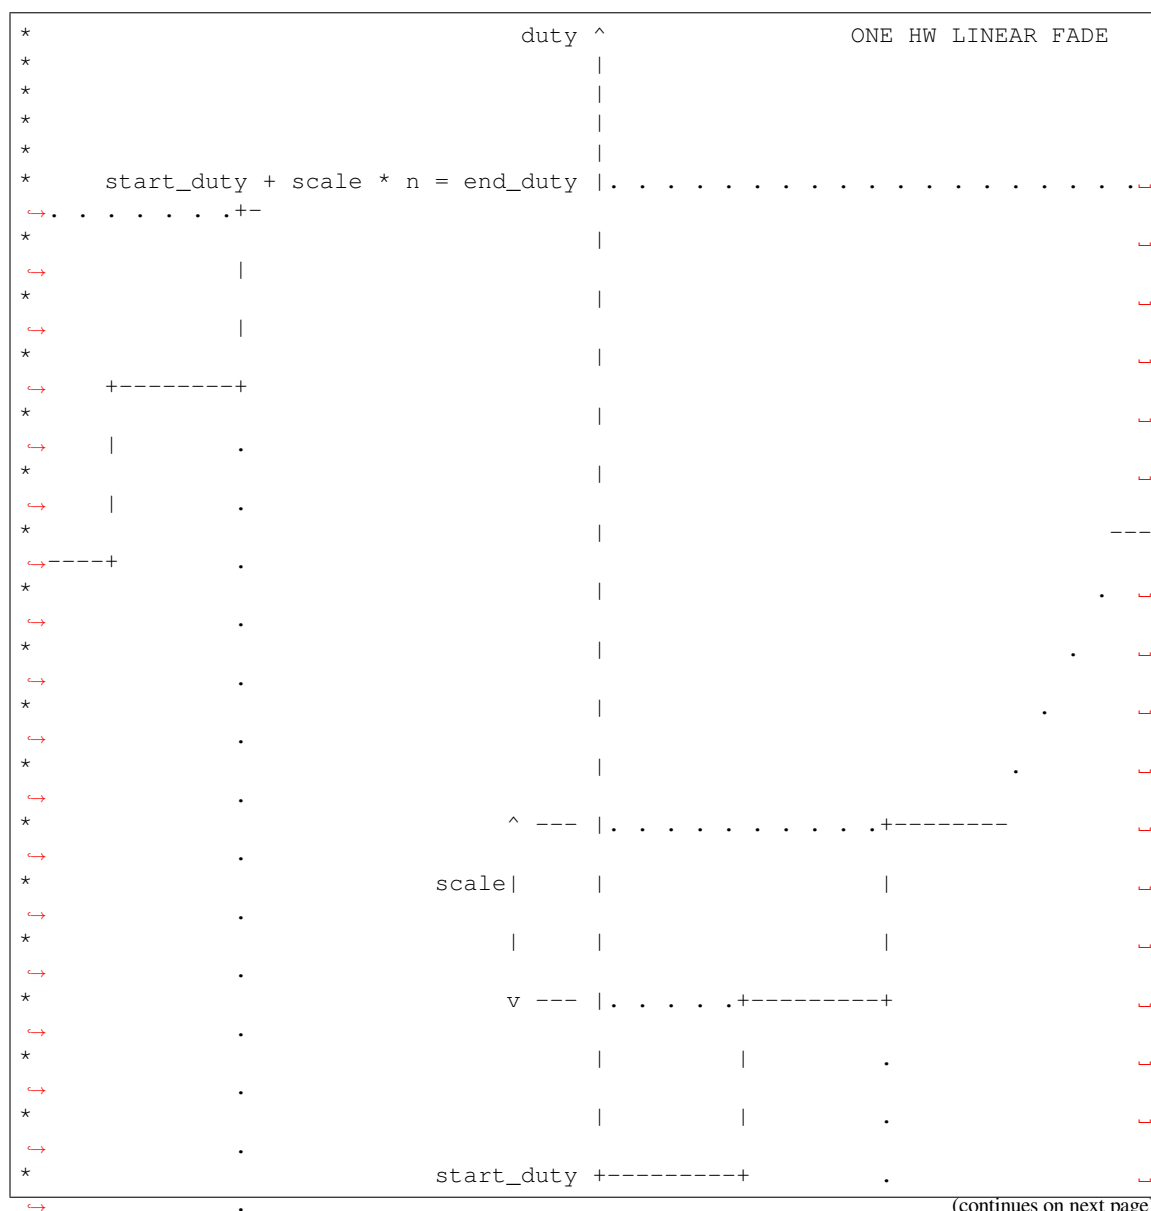 *                                  duty ^                 ONE HW LINEAR FADE
*                                       |
*                                       |
*                                       |
*                                       |
*     start_duty + scale * n = end_duty |. . . . . . . . . . . . . . . . . . .␣
↪. . . . . . .+-
*                                       |                                     ␣
↪             |
*                                       |                                     ␣
↪             |
*                                       |                                     ␣
↪    +--------+
*                                       |                                     ␣
↪    |        .
*                                       |                                     ␣
↪    |        .
*                                       |                                   ---
↪----+        .
*                                       |                                  .  ␣
↪             .
*                                       |                                .    ␣
↪             .
*                                       |                              .      ␣
↪             .
*                                       |                            .        ␣
↪             .
*                                 ^ --- |. . . . . . . . . .+--------         ␣
↪             .
*                            scale|     |                   |                 ␣
↪             .
*                                 |     |                   |                 ␣
↪             .
*                                 v --- |. . . . .+---------+                 ␣
↪             .
*                                       |         |         .                 ␣
↪             .
*                                       |         |         .                 ␣
↪             .
*                            start_duty +---------+         .                 ␣
(continues on next page)
↪             .